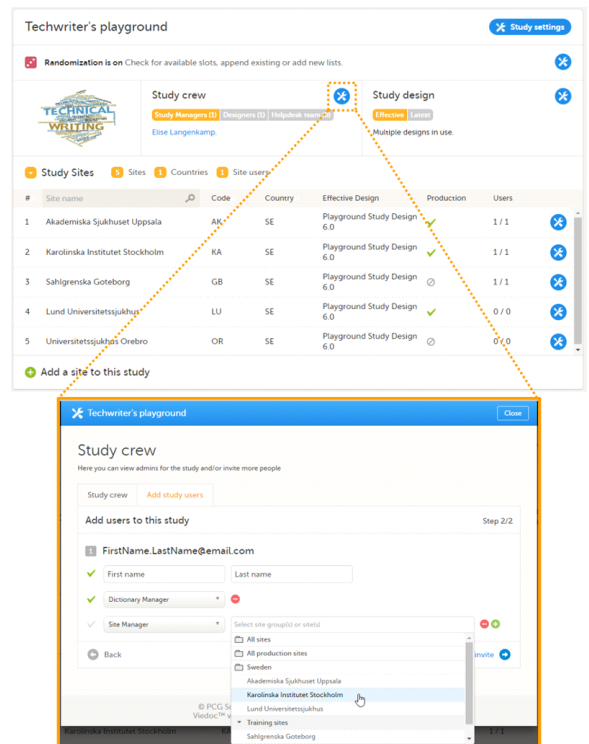 Techwriter's playground
Study settings
Randomization is on Check for available slots, append existing or add new lists.
TECHNICAL
WRITING
Study crew
Study Managers (1) Designers (1) Helpdesk team
Elise Langenkamp.
Study design
Effective Latest
Multiple designs in use.
Study Sites 5 Sites 1 Countries 1 Site users
# Site name Code Country Effective Design Production Users
1 Akademiska Sjukhuset Uppsala AK SE Playground Study Design 6.0 1 / 1
2 Karolinska Institutet Stockholm KA SE Playground Study Design 6.0 1 / 1
3 Sahlgrenska Goteborg GB SE Playground Study Design 6.0 1 / 1
4 Lund Universitetssjukhus LU SE Playground Study Design 6.0 0 / 0
5 Universitetssjukhus Orebro OR SE Playground Study Design 6.0 0 / 0
Add a site to this study
Techwriter's playground
Close
Study crew
Here you can view admins for the study and/or invite more people
Study crew Add study users
Add users to this study Step 2/2
1 FirstName.LastName@email.com
First name Last name
Dictionary Manager
Site Manager Select site group(s) or site(s)
All sites
All production sites
Back invite
Sweden
Akademiska Sjukhuset Uppsala
Karolinska Institutet Stockholm
Lund Universitetssjukhus
© PCG
Viedoc™
Training sites
Karolinska Institutet Stockholm 1 / 1
Sahlgrenska Goteborg